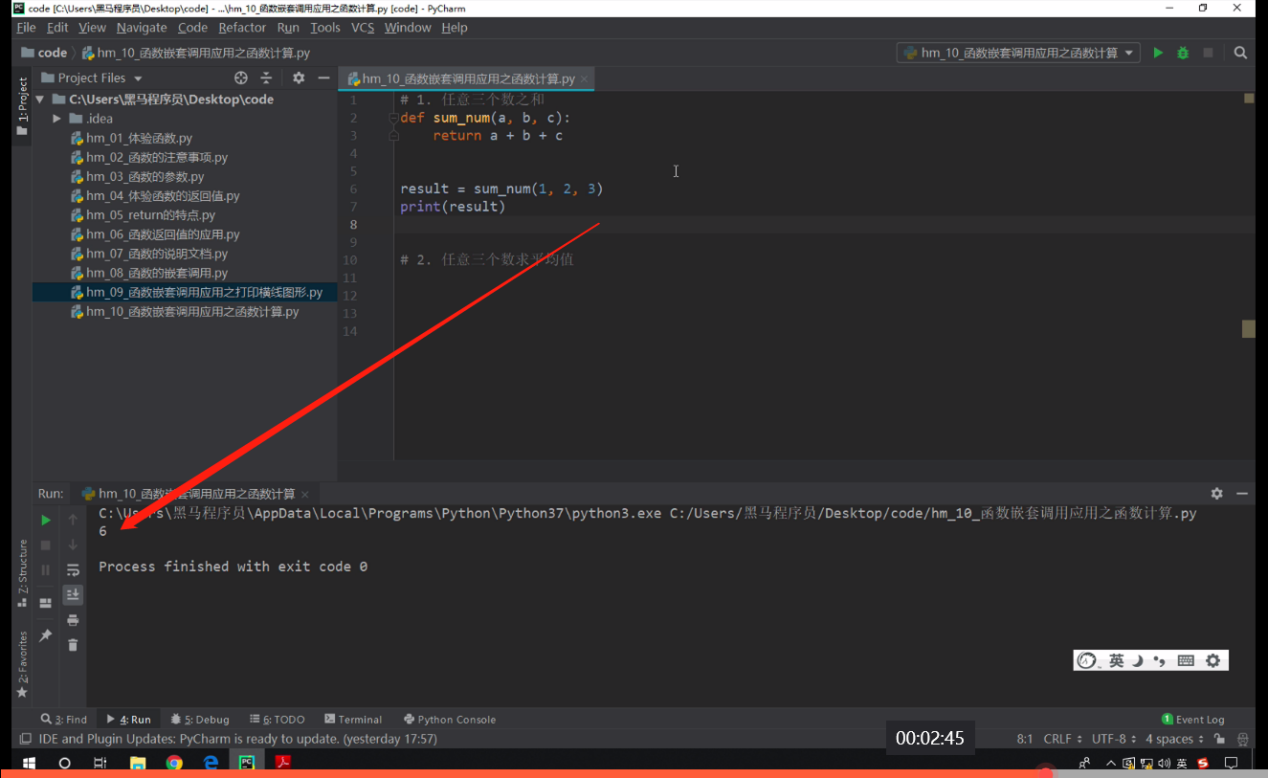 code [C:\Users\黑马程序员\Desktop\code] - ...\hm_10_函数嵌套调用应用之函数计算.py [code] - PyCharm
File Edit View Navigate Code Refactor Run Tools VCS Window Help
code hm_10_函数嵌套调用应用之函数计算.py
hm_10_函数嵌套调用应用之函数计算
Project Files
hm_10_函数嵌套调用应用之函数计算.py
1: Project
C:\Users\黑马程序员\Desktop\code
.idea
hm_01_体验函数.py
hm_02_函数的注意事项.py
hm_03_函数的参数.py
hm_04_体验函数的返回值.py
hm_05_return的特点.py
hm_06_函数返回值的应用.py
hm_07_函数的说明文档.py
hm_08_函数的嵌套调用.py
hm_09_函数嵌套调用应用之打印横线图形.py
hm_10_函数嵌套调用应用之函数计算.py
1 # 1. 任意三个数之和
2 def sum_num(a, b, c):
3 return a + b + c
4
5
6 result = sum_num(1, 2, 3)
7 print(result)
8
9
10 # 2. 任意三个数求平均值
11
12
13
14
Run: hm_10_函数嵌套调用应用之函数计算
C:\Users\黑马程序员\AppData\Local\Programs\Python\Python37\python3.exe C:/Users/黑马程序员/Desktop/code/hm_10_函数嵌套调用应用之函数计算.py
6
Process finished with exit code 0
Z: Structure
2: Favorites
英
3: Find 4: Run 5: Debug 6: TODO Terminal Python Console 1 Event Log
IDE and Plugin Updates: PyCharm is ready to update. (yesterday 17:57)
00:02:45
8:1 CRLF UTF-8 4 spaces
英